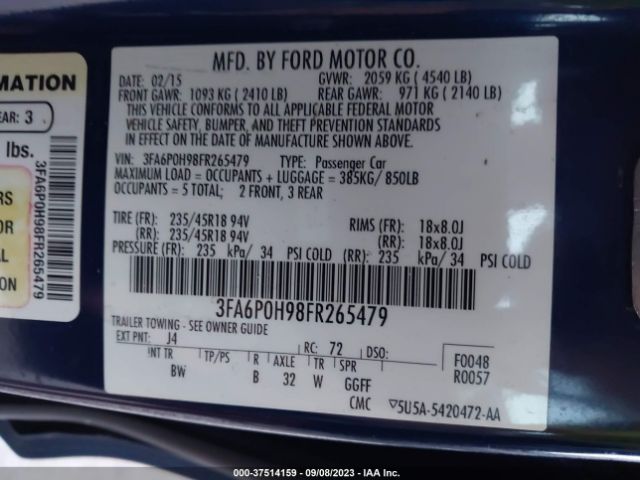 MFD. BY FORD MOTOR CO.
DATE: 02/15 GVWR: 2059 KG ( 4540 LB)
FRONT GAWR: 1093 KG ( 2410 LB) REAR GAWR: 971 KG ( 2140 LB)
THIS VEHICLE CONFORMS TO ALL APPLICABLE FEDERAL MOTOR
VEHICLE SAFETY, BUMPER, AND THEFT PREVENTION STANDARDS
IN EFFECT ON THE DATE OF MANUFACTURE SHOWN ABOVE.
VIN: 3FA6P0H98FR265479 TYPE: Passenger Car
MAXIMUM LOAD = OCCUPANTS + LUGGAGE = 385KG/ 850LB
OCCUPANTS = 5 TOTAL; 2 FRONT, 3 REAR
TIRE (FR): 235/45R18 94V RIMS (FR): 18x8.0J
(RR): 235/45R18 94V (RR): 18x8.0J
PRESSURE (FR): 235 kPa/ 34 PSI COLD (RR): 235 kPa/ 34 PSI COLD
3FA6P0H98FR265479
TRAILER TOWING - SEE OWNER GUIDE
EXT PNT: J4 RC: 72 DSO: F0048
INT TR TP/PS R AXLE TR SPR R0057
BW B 32 W GGFF
CMC ▽5U5A-5420472-AA
RMATION
EAR: 3
lbs.
RS
OR
AL
ION
3FA6P0H98FR265479
000-37514159 - 09/08/2023 - IAA Inc.